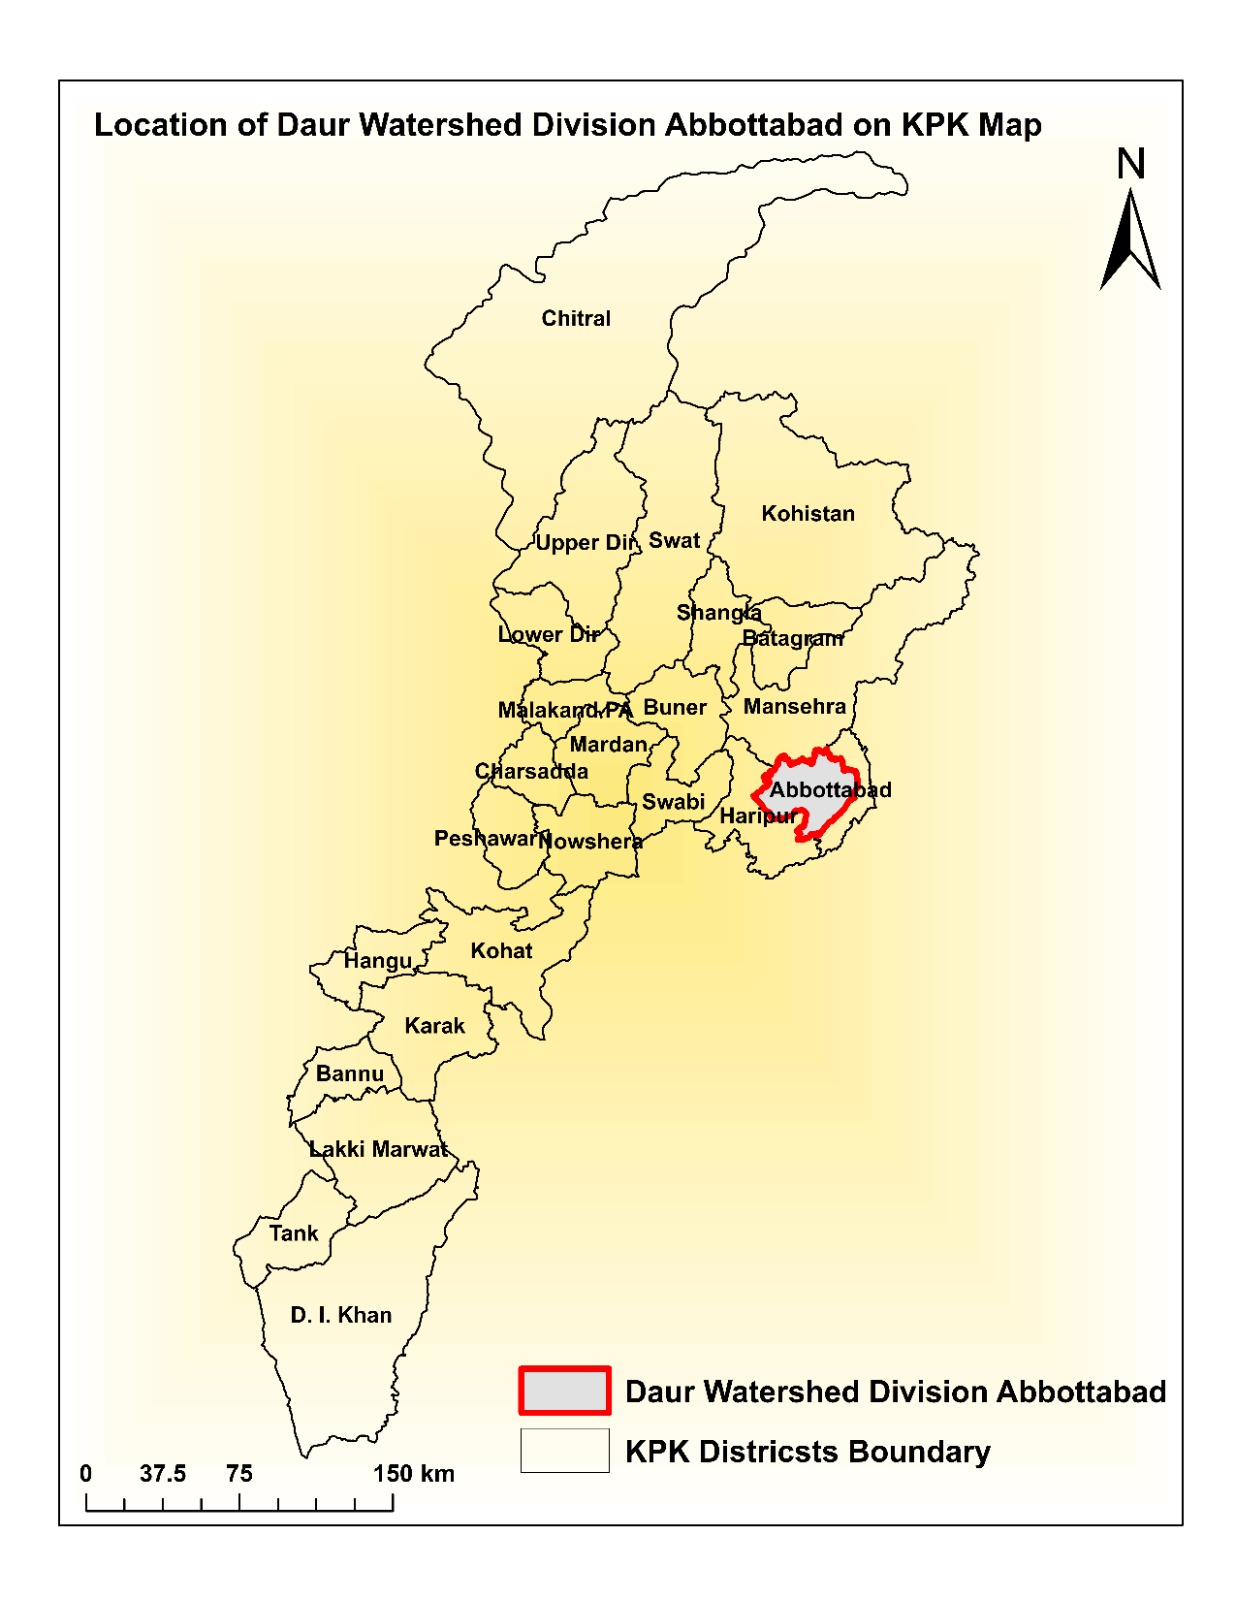 Location of Daur Watershed Division Abbottabad on KPK Map
N
Chitral
Kohistan
Upper Dir
Swat
Shangla
Lower Dir
Batagram
Malakand PA
Buner
Mansehra
Mardan
Charsadda
Abbottabad
Swabi
Haripur
Peshawar
Nowshera
Kohat
Hangu
Karak
Bannu
Lakki Marwat
Tank
D. I. Khan
Daur Watershed Division Abbottabad
KPK Districsts Boundary
0 37.5 75 150 km